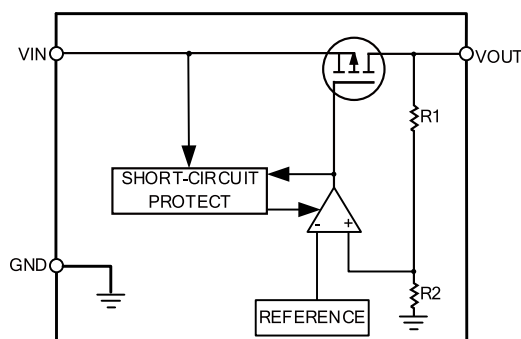 VIN
VOUT
R1
SHORT-CIRCUIT
PROTECT
- +
GND
R2
REFERENCE